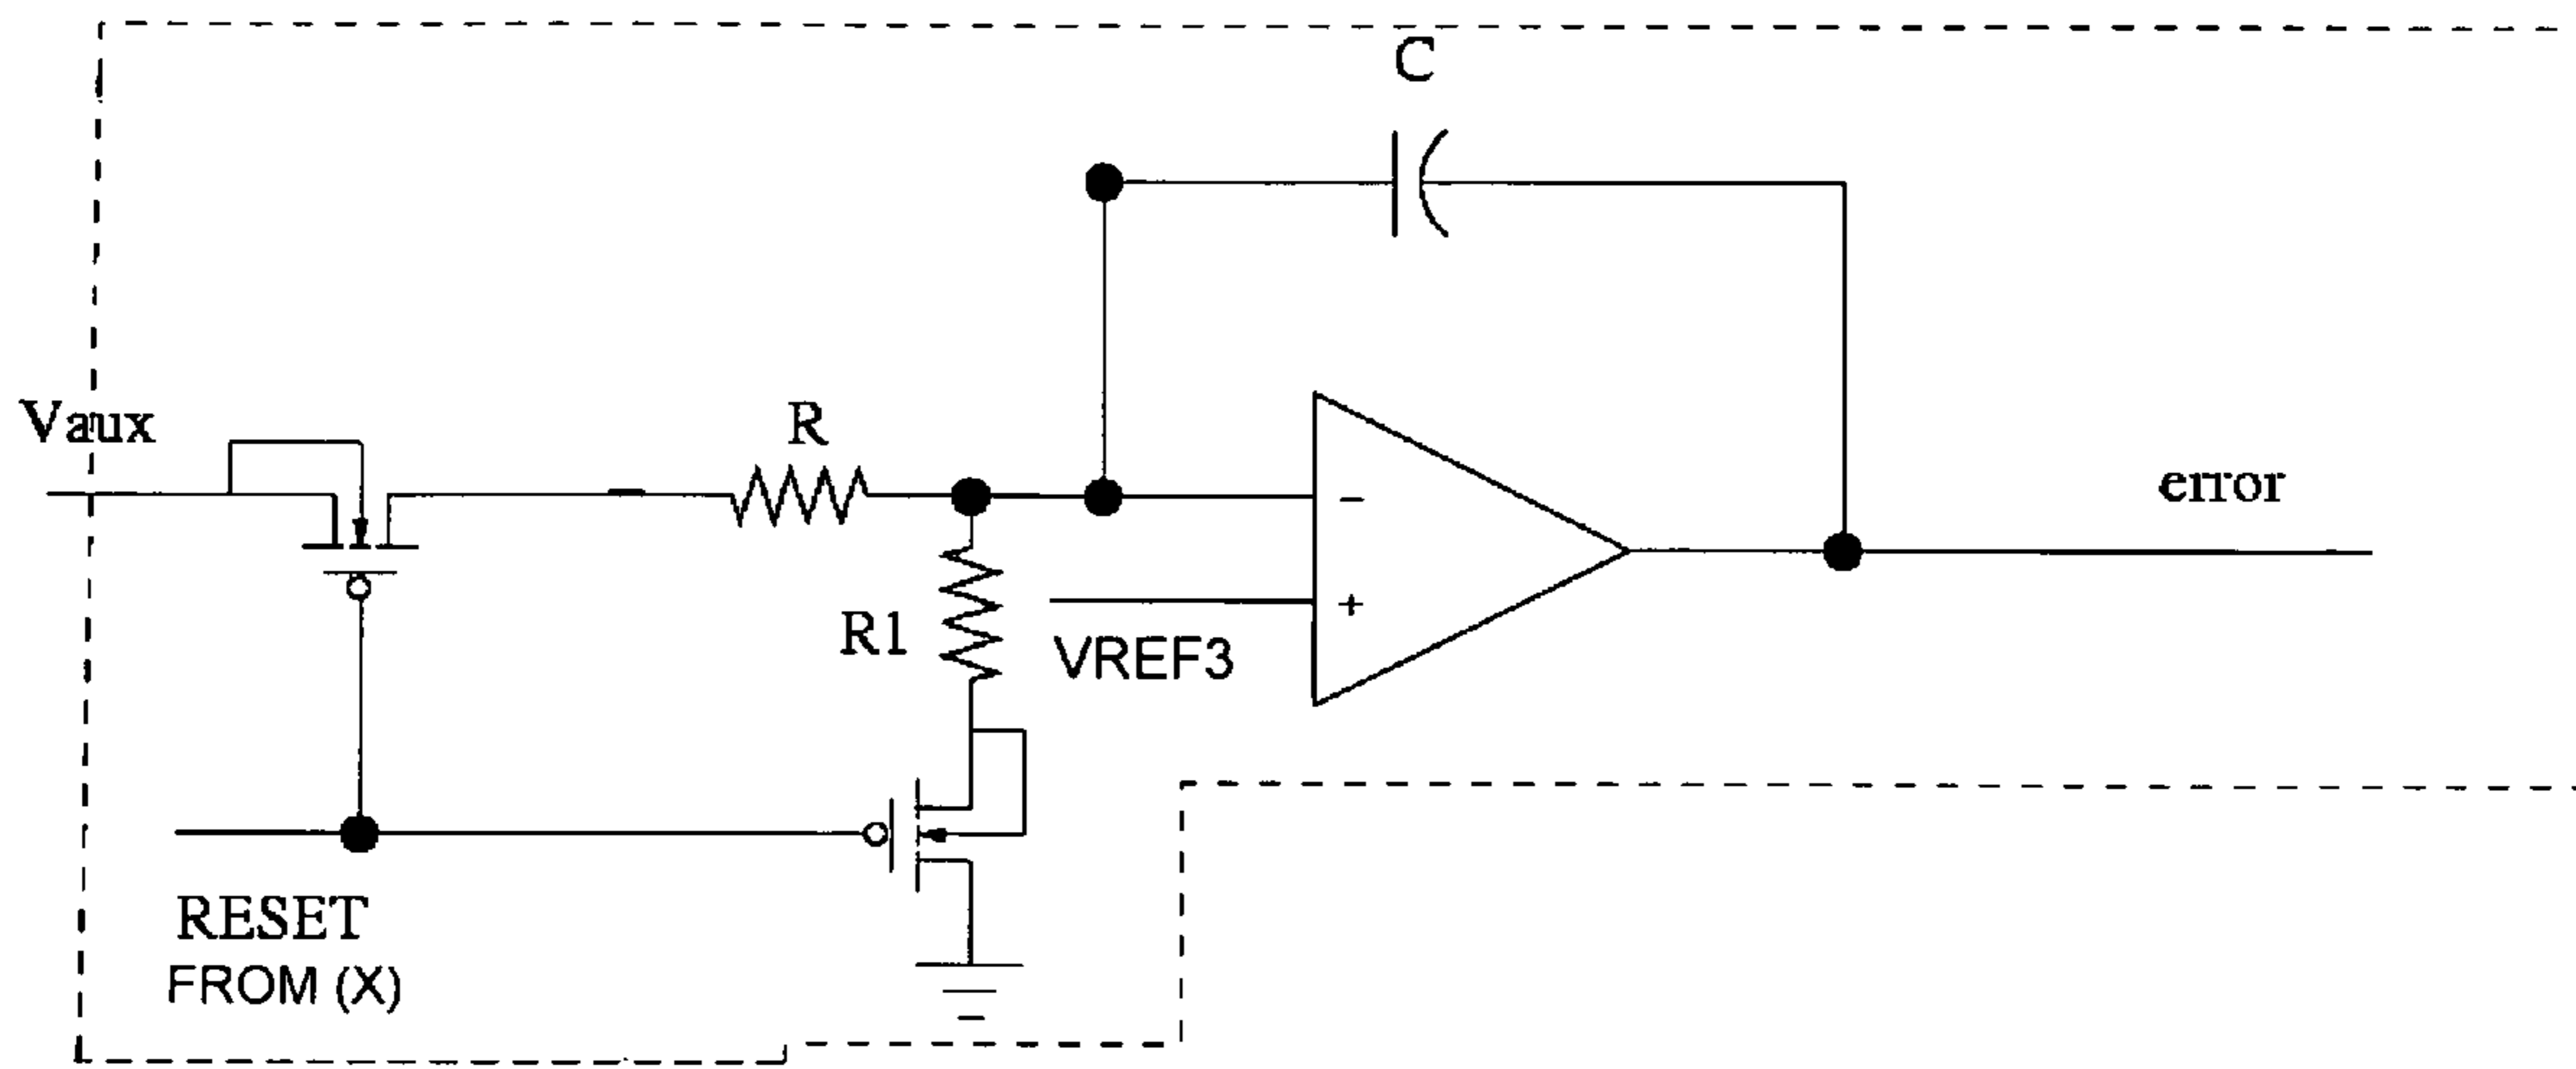 C
Vaux
R
error
R1
VREF3
RESET
FROM (X)
−
+